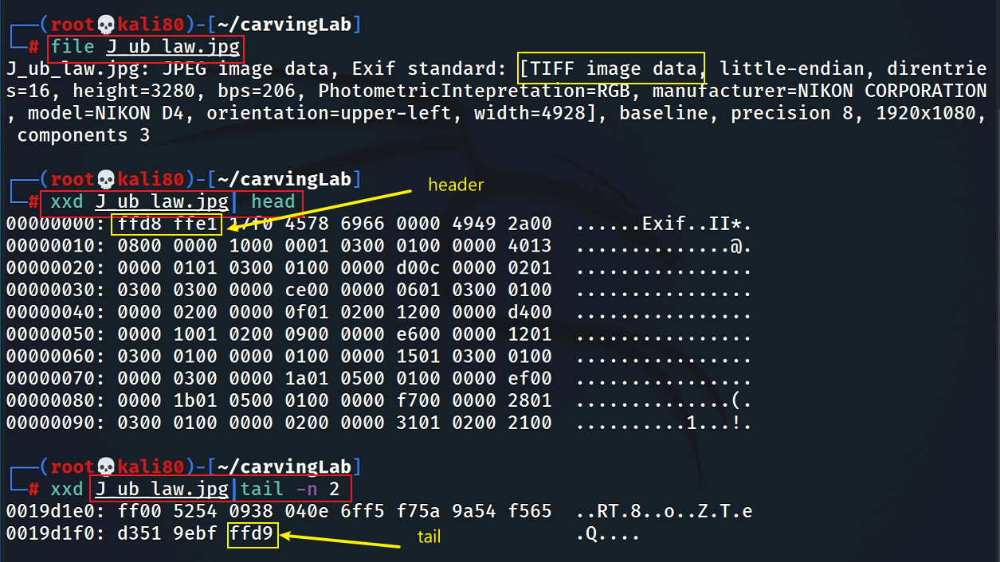 ┌──(root💀kali80)-[~/carvingLab]
└─# file J_ub_law.jpg
J_ub_law.jpg: JPEG image data, Exif standard: [TIFF image data, little-endian, direntrie
s=16, height=3280, bps=206, PhotometricIntepretation=RGB, manufacturer=NIKON CORPORATION
, model=NIKON D4, orientation=upper-left, width=4928], baseline, precision 8, 1920x1080,
components 3
┌──(root💀kali80)-[~/carvingLab]
header
└─# xxd J_ub_law.jpg| head
00000000: ffd8 ffe1 17f0 4578 6966 0000 4949 2a00  ......Exif..II*.
00000010: 0800 0000 1000 0001 0300 0100 0000 4013  ..............@.
00000020: 0000 0101 0300 0100 0000 d00c 0000 0201  ................
00000030: 0300 0300 0000 ce00 0000 0601 0300 0100  ................
00000040: 0000 0200 0000 0f01 0200 1200 0000 d400  ................
00000050: 0000 1001 0200 0900 0000 e600 0000 1201  ................
00000060: 0300 0100 0000 0100 0000 1501 0300 0100  ................
00000070: 0000 0300 0000 1a01 0500 0100 0000 ef00  ................
00000080: 0000 1b01 0500 0100 0000 f700 0000 2801  ..............(.
00000090: 0300 0100 0000 0200 0000 3101 0200 2100  ..........1...!.
┌──(root💀kali80)-[~/carvingLab]
└─# xxd J_ub_law.jpg|tail -n 2
0019d1e0: ff00 5254 0938 040e 6ff5 f75a 9a54 f565  ..RT.8..o..Z.T.e
0019d1f0: d351 9ebf ffd9                           .Q....
tail